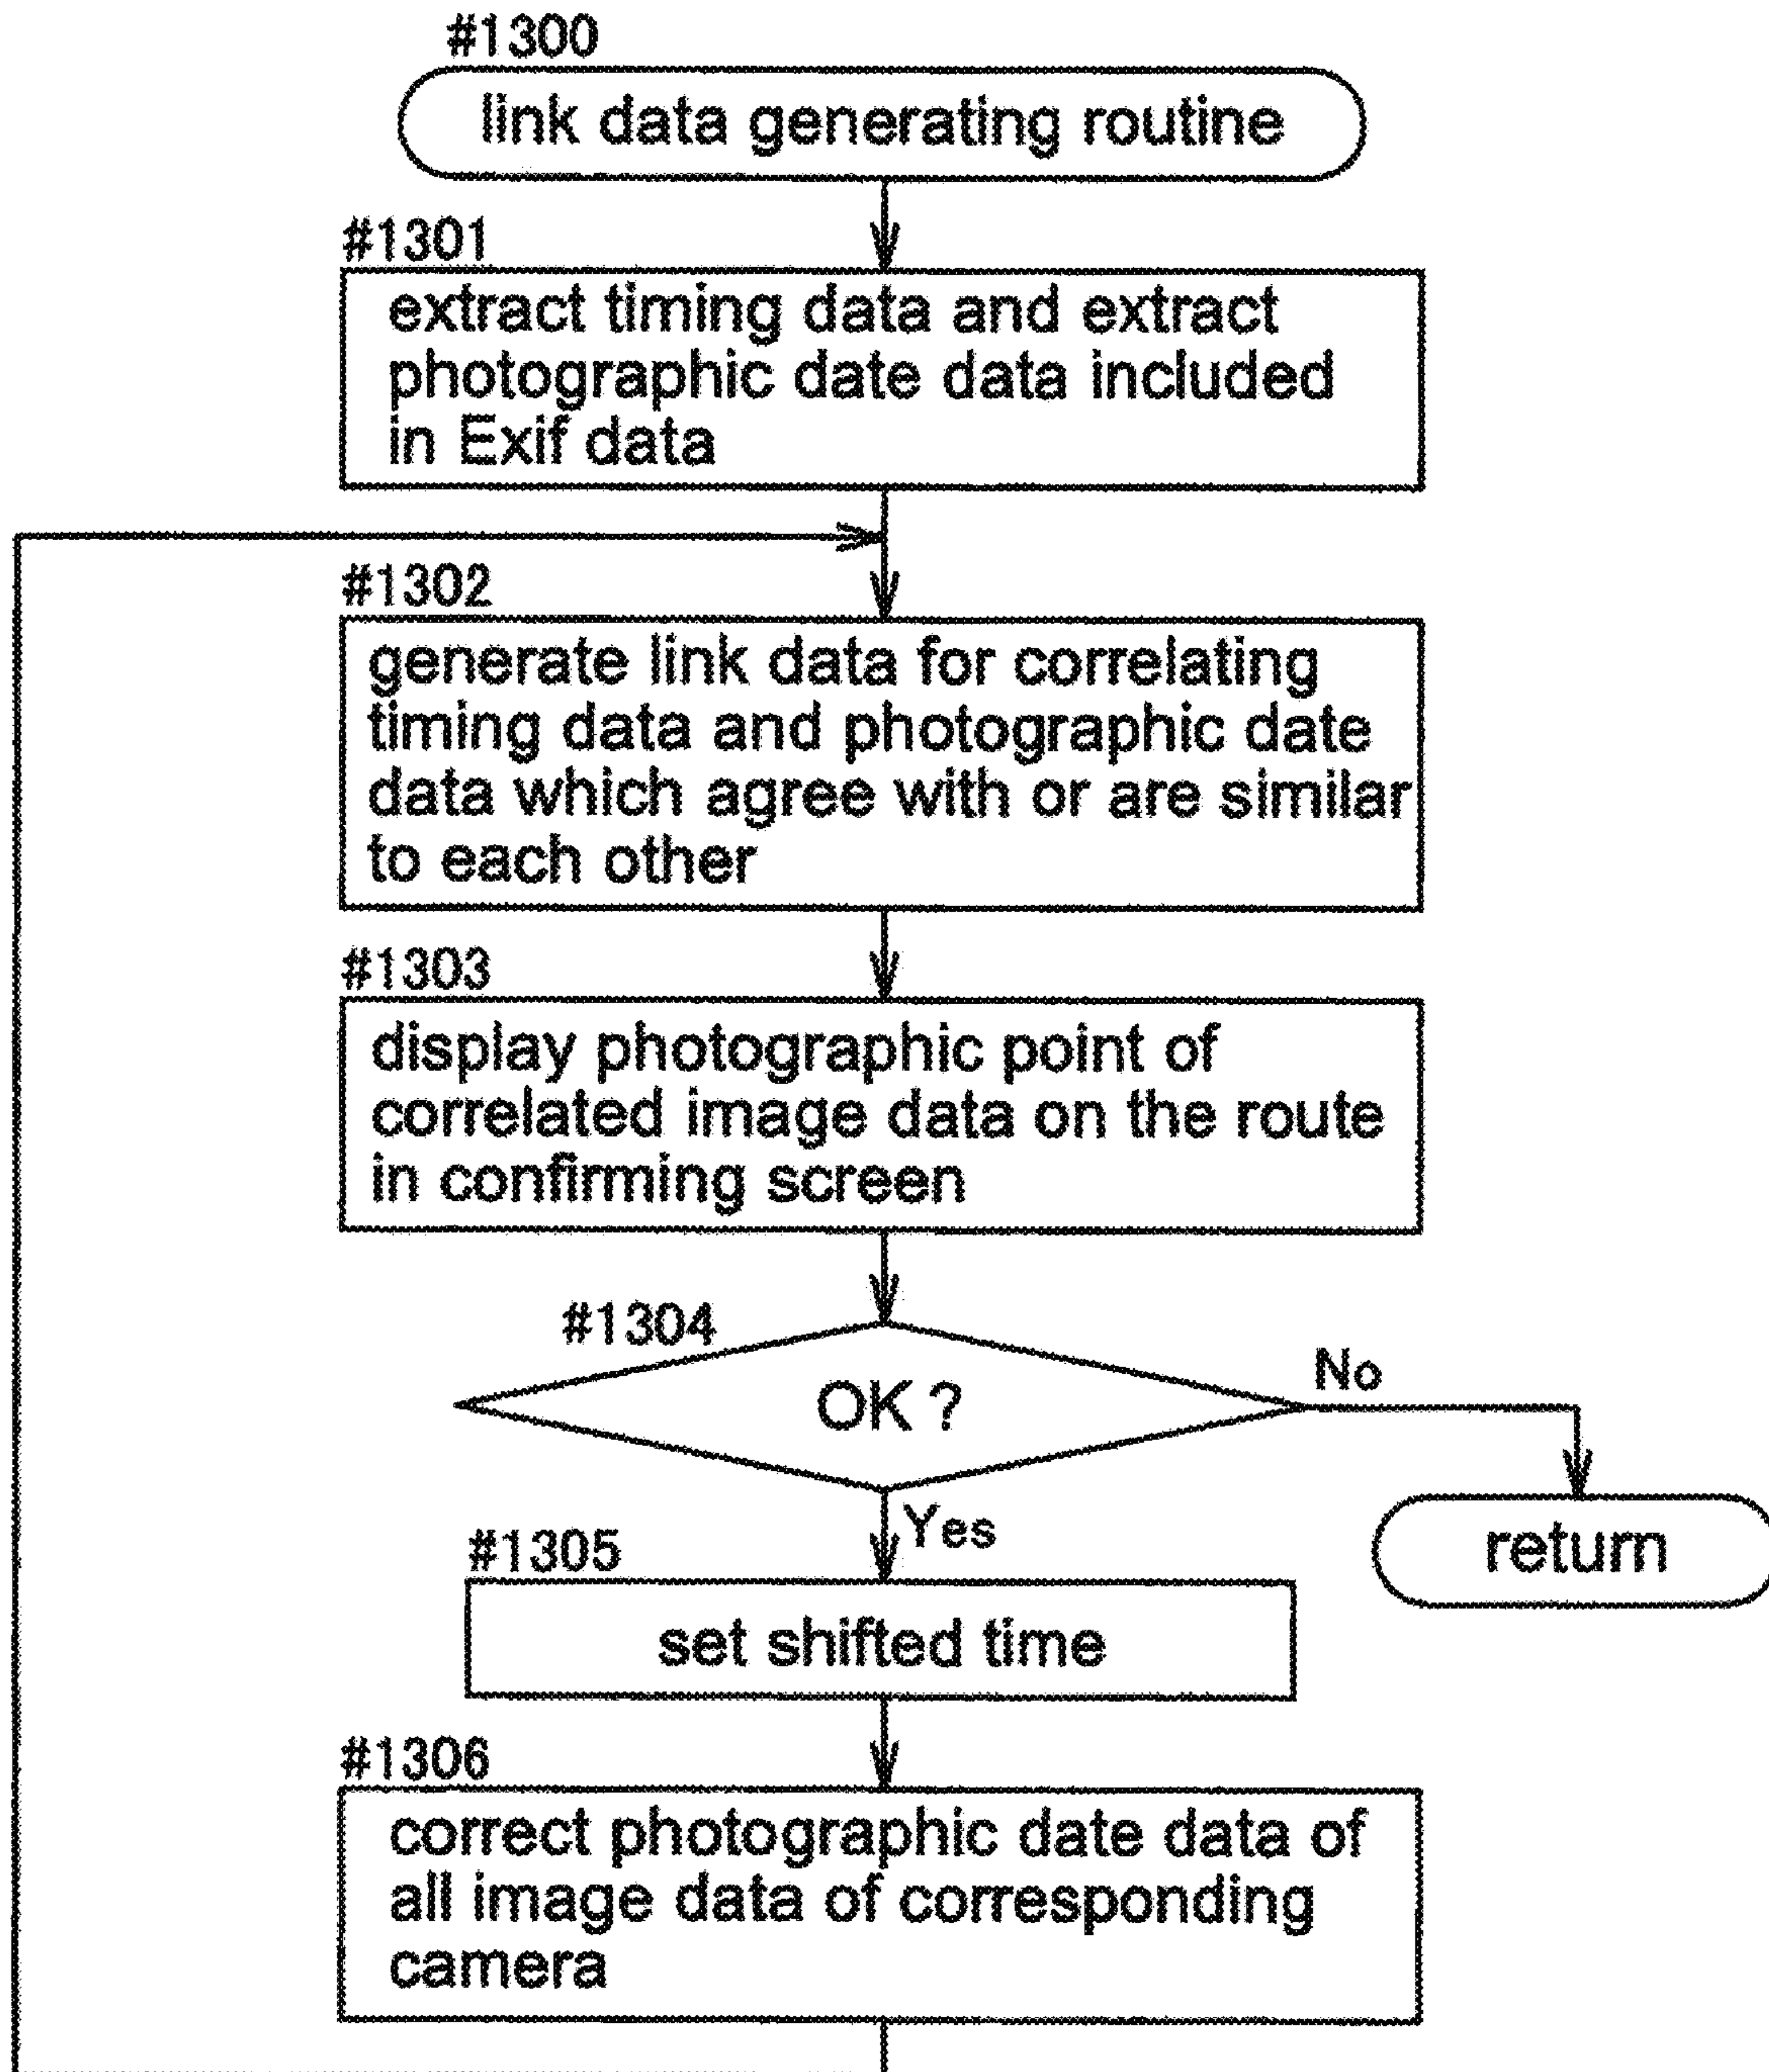 #1300
link data generating routine
#1301
extract timing data and extract
photographic date data included
in Exif data
#1302
generate link data for correlating
timing data and photographic date
data which agree with or are similar
to each other
#1303
display photographic point of
correlated image data on the route
in confirming screen
#1304
OK ?
No
Yes
return
#1305
set shifted time
#1306
correct photographic date data of
all image data of corresponding
camera